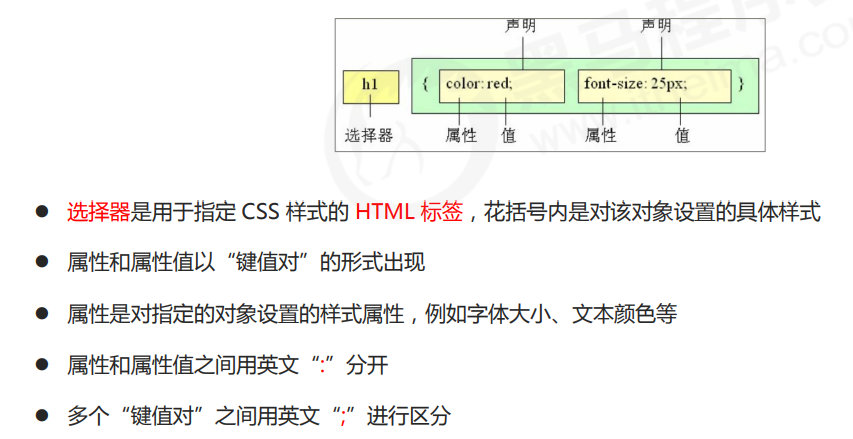 声明 声明
h1 { color: red; font-size: 25px; }
选择器 属性 值 属性 值
● 选择器是用于指定 CSS 样式的 HTML 标签，花括号内是对该对象设置的具体样式
● 属性和属性值以“键值对”的形式出现
● 属性是对指定的对象设置的样式属性，例如字体大小、文本颜色等
● 属性和属性值之间用英文“:”分开
● 多个“键值对”之间用英文“;”进行区分